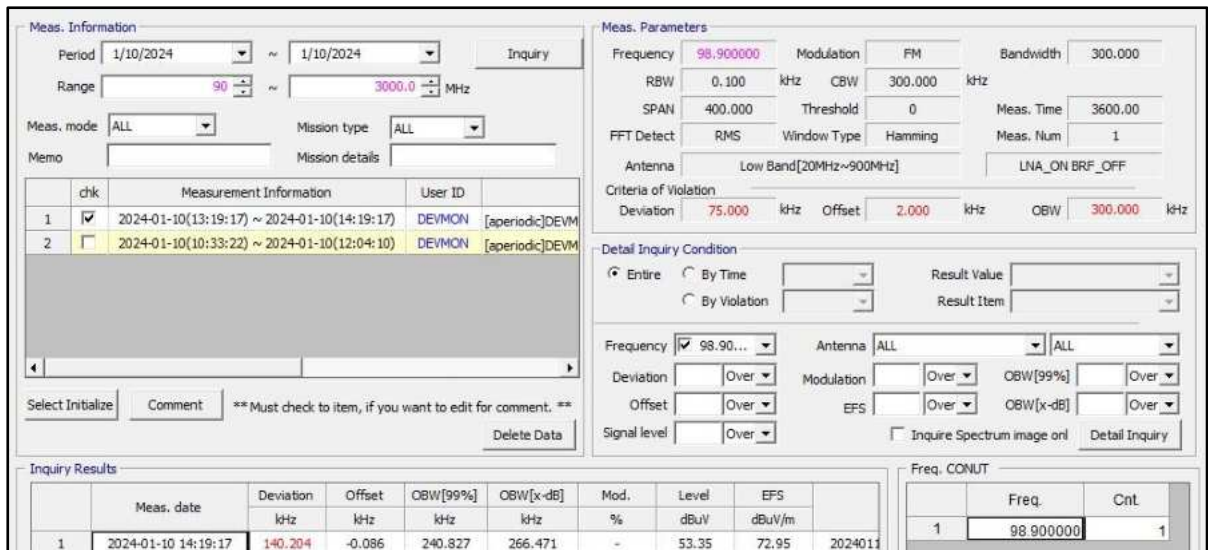 Meas. Information
Period 1/10/2024 ~ 1/10/2024 Inquiry
Range 90 ~ 3000.0 MHz
Meas. mode ALL Mission type ALL
Memo Mission details
chk Measurement Information User ID
1 2024-01-10(13:19:17) ~ 2024-01-10(14:19:17) DEVMON [aperiodic]DEVM
2 2024-01-10(10:33:22) ~ 2024-01-10(12:04:10) DEVMON [aperiodic]DEVM
Select Initialize Comment **Must check to item, if you want to edit for comment. **
Delete Data
Meas. Parameters
Frequency 98.900000 Modulation FM Bandwidth 300.000
RBW 0.100 kHz CBW 300.000 kHz
SPAN 400.000 Threshold 0 Meas. Time 3600.00
FFT Detect RMS Window Type Hamming Meas. Num 1
Antenna Low Band[20MHz~900MHz] LNA_ON BRF_OFF
Criteria of Violation
Deviation 75.000 kHz Offset 2.000 kHz OBW 300.000 kHz
Detail Inquiry Condition
Entire By Time Result Value
By Violation Result Item
Frequency 98.90... Antenna ALL ALL
Deviation Over Modulation Over OBW[99%] Over
Offset Over EFS Over OBW[x-dB] Over
Signal level Over Inquire Spectrum image onl Detail Inquiry
Inquiry Results
Meas. date Deviation Offset OBW[99%] OBW[x-dB] Mod. Level EFS
kHz kHz kHz kHz % dBuV dBuV/m
1 2024-01-10 14:19:17 140.204 -0.086 240.827 266.471 - 53.35 72.95 202401
Freq. CONUT
Freq. Cnt.
1 98.900000 1